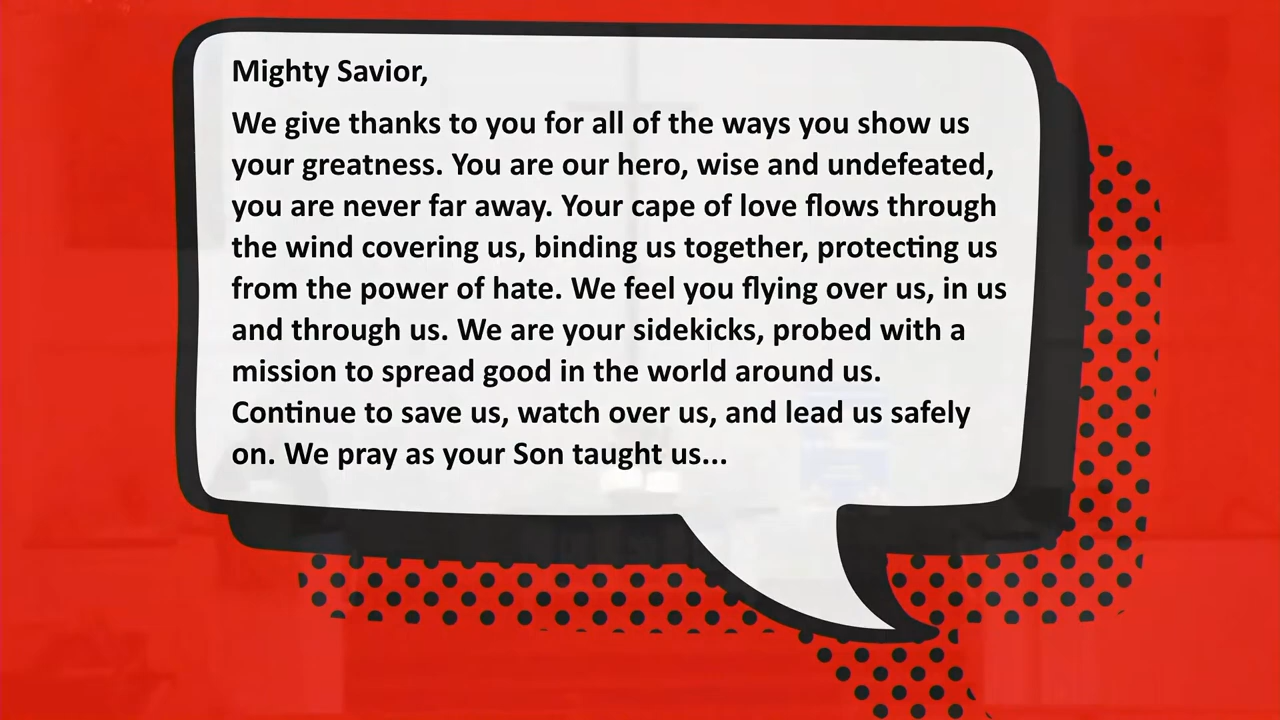 Mighty Savior,
We give thanks to you for all of the ways you show us
your greatness. You are our hero, wise and undefeated,
you are never far away. Your cape of love flows through
the wind covering us, binding us together, protecting us
from the power of hate. We feel you flying over us, in us
and through us. We are your sidekicks, probed with a
mission to spread good in the world around us.
Continue to save us, watch over us, and lead us safely
on. We pray as your Son taught us...